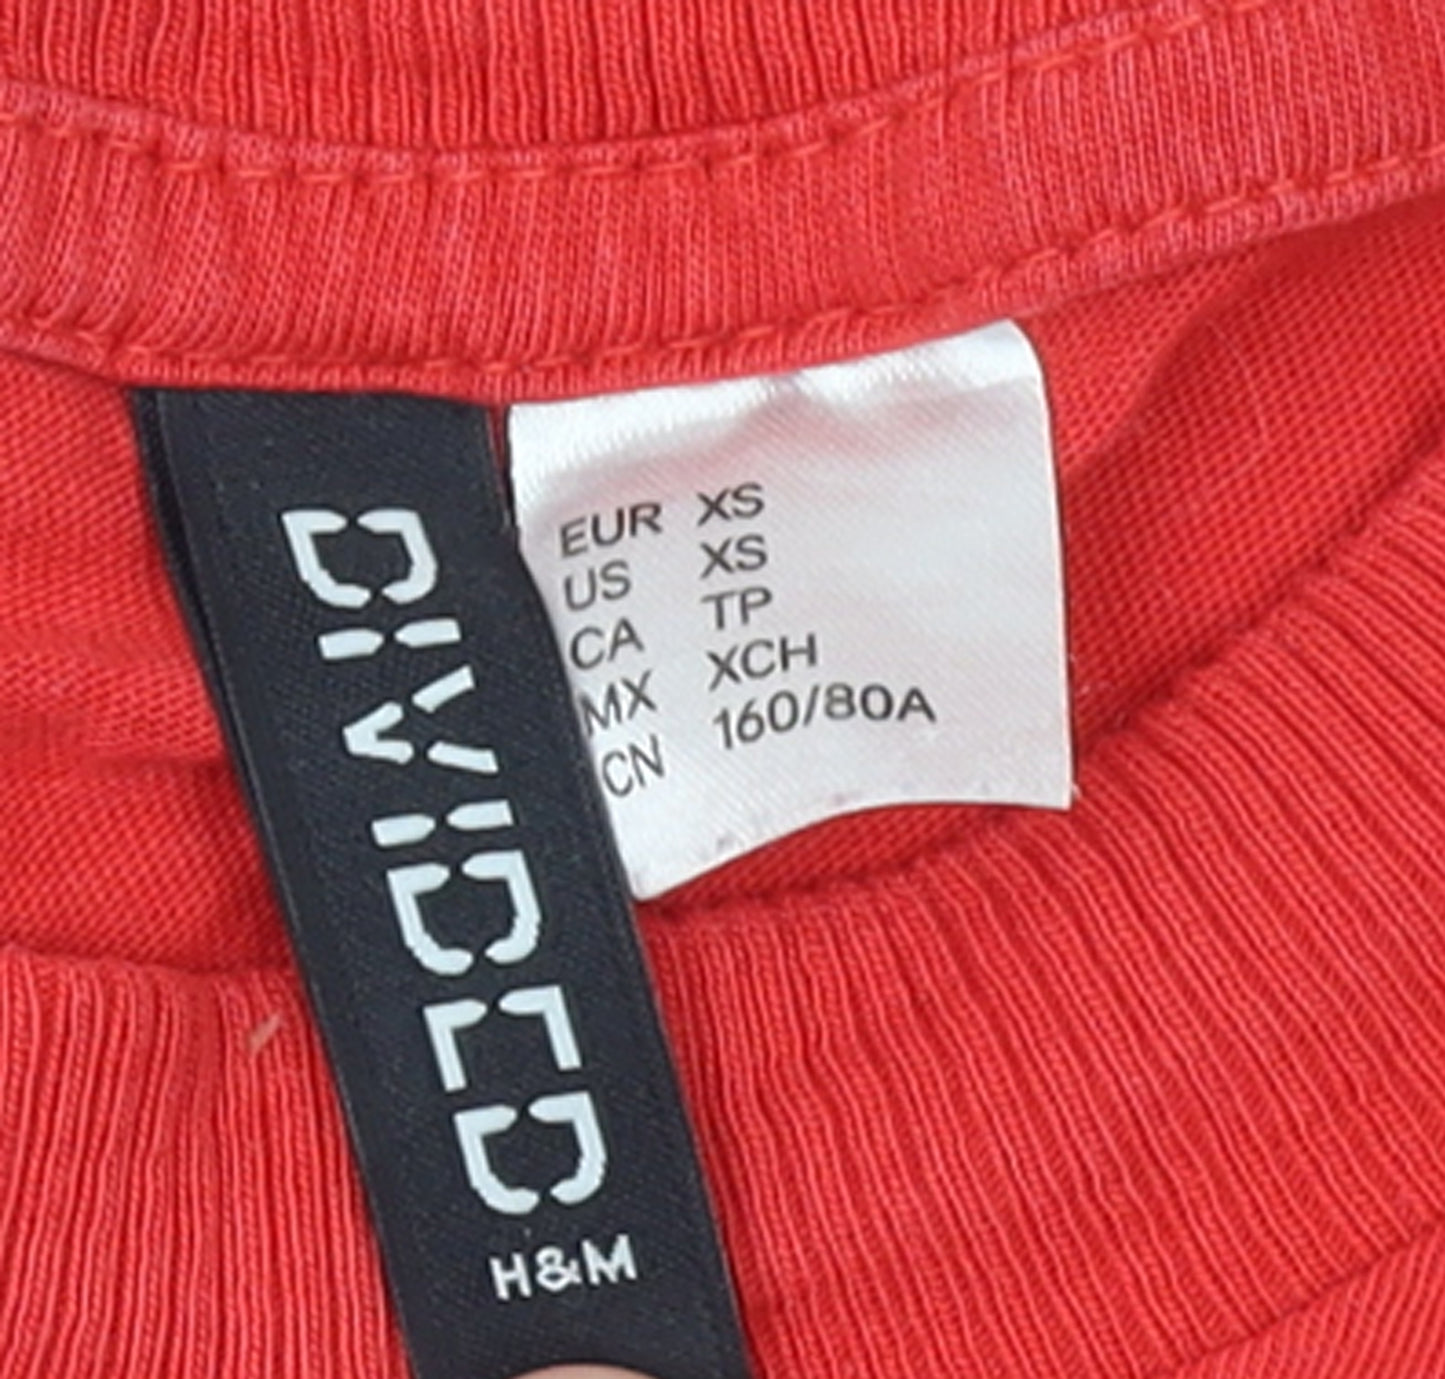 DIVIDED
H&M
EUR XS
US XS
CA TP
MX XCH
CN 160/80A